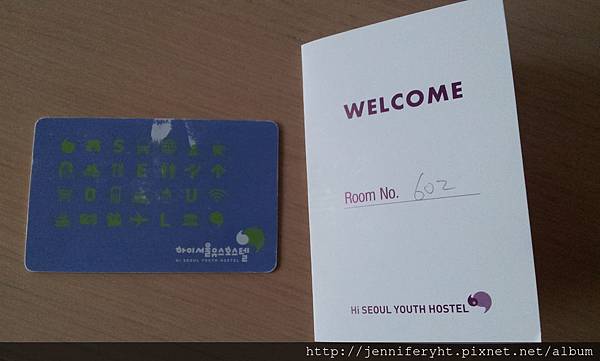 S
E
O U
L
하이서울유스호스텔
Hi SEOUL YOUTH HOSTEL
WELCOME
Room No. 602
Hi SEOUL YOUTH HOSTEL
http://jenniferyht.pixnet.net/album